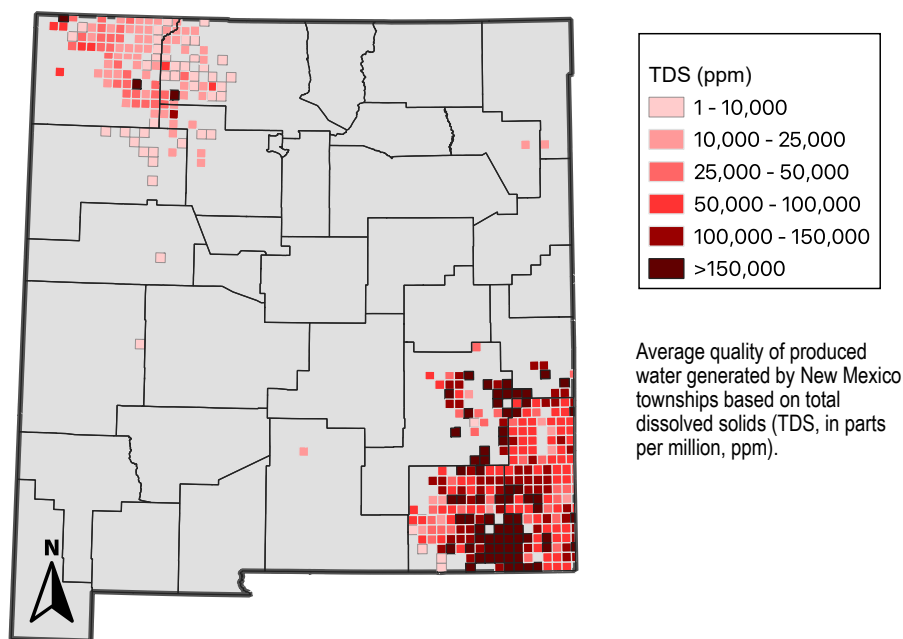 TDS (ppm)
1 - 10,000
10,000 - 25,000
25,000 - 50,000
50,000 - 100,000
100,000 - 150,000
>150,000
Average quality of produced
water generated by New Mexico
townships based on total
dissolved solids (TDS, in parts
per million, ppm).
N